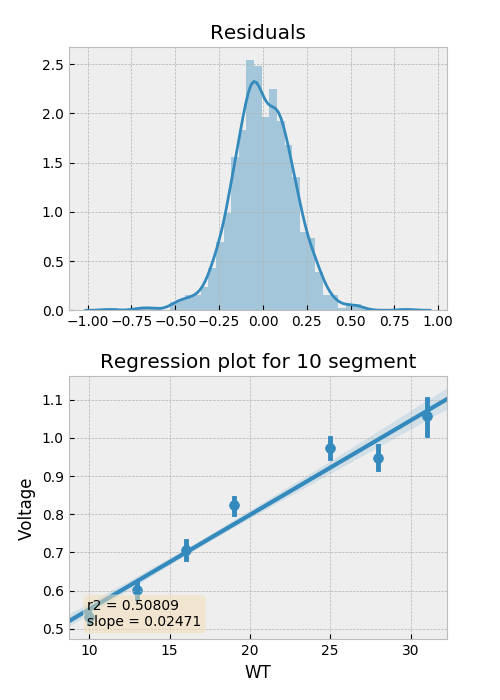 Residuals
2.5
2.0
1.5
1.0
0.5
0.0
−1.00 −0.75 −0.50 −0.25 0.00 0.25 0.50 0.75 1.00
Regression plot for 10 segment
1.1
1.0
0.9
0.8
0.7
0.6
0.5
Voltage
r2 = 0.50809
slope = 0.02471
10 15 20 25 30
WT